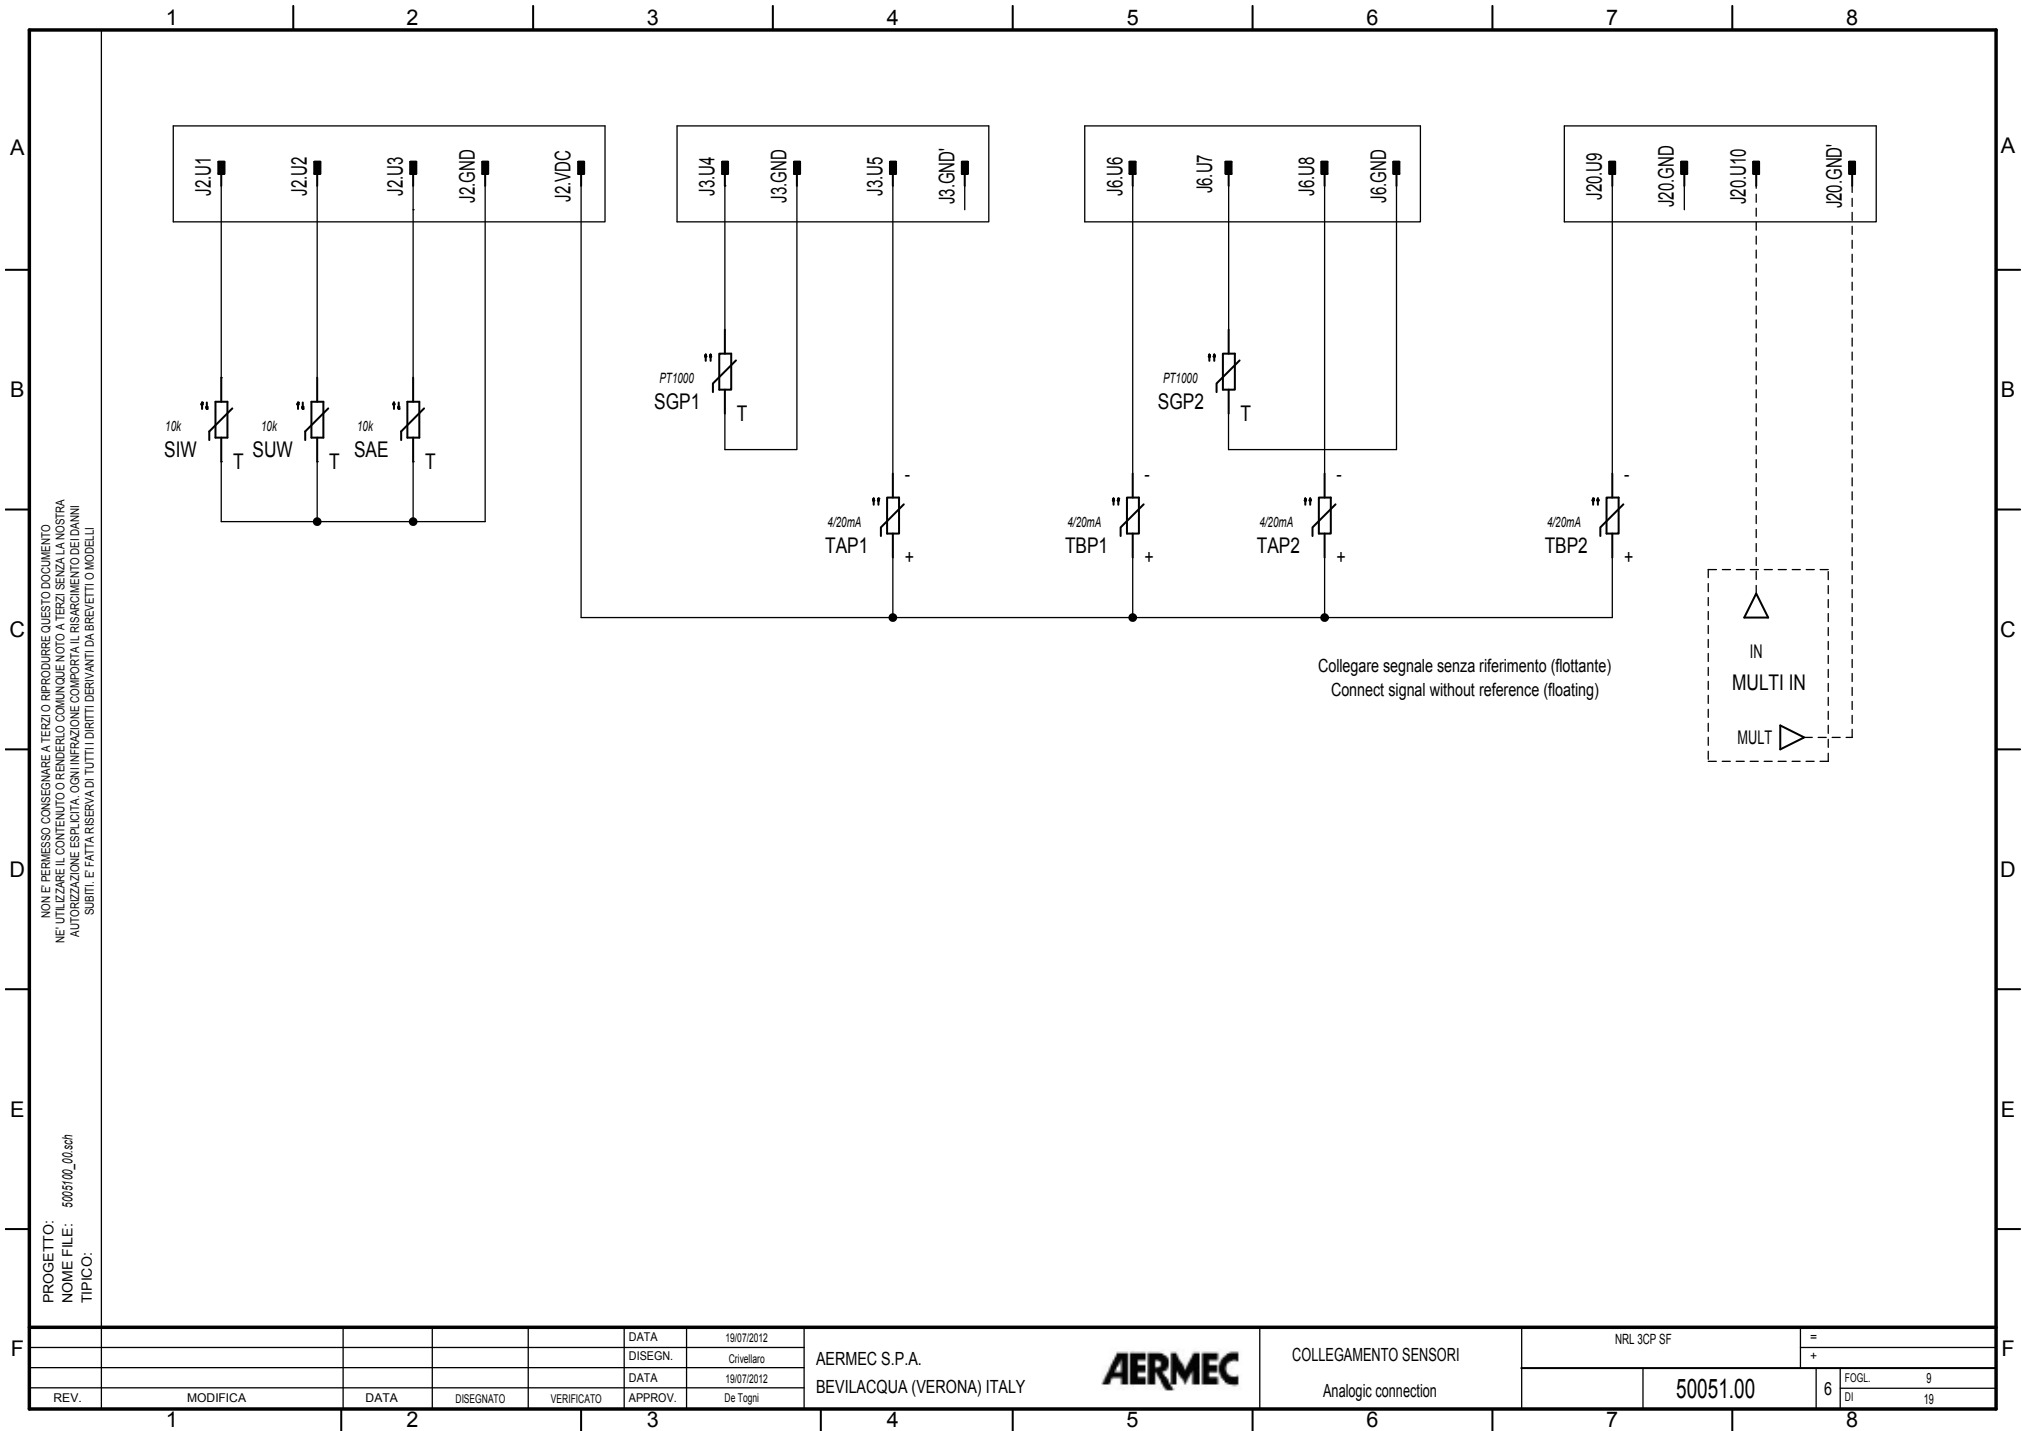 1 2 3 4 5 6 7 8
A A
J2.U1
J2.U2
J2.U3
J2.GND
J2.VDC
J3.U4
J3.GND
J3.U5
J3.GND'
J6.U6
J6.U7
J6.U8
J6.GND
J20.U9
J20.GND
J20.U10
J20.GND'
B B
10k
SIW
T
10k
SUW
T
10k
SAE
T
PT1000
SGP1
T
PT1000
SGP2
T
-
4/20mA
TAP1
+
-
4/20mA
TBP1
+
-
4/20mA
TAP2
+
-
4/20mA
TBP2
+
C C
Collegare segnale senza riferimento (flottante)
Connect signal without reference (floating)
IN
MULTI IN
MULT
D D
NON E' PERMESSO CONSEGNARE A TERZI O RIPRODURRE QUESTO DOCUMENTO
NE' UTILIZZARE IL CONTENUTO O RENDERLO COMUNQUE NOTO A TERZI SENZA LA NOSTRA
AUTORIZZAZIONE ESPLICITA. OGNI INFRAZIONE COMPORTA IL RISARCIMENTO DEI DANNI
SUBITI. E' FATTA RISERVA DI TUTTI I DIRITTI DERIVANTI DA BREVETTI O MODELLI
E E
PROGETTO:
NOME FILE: 5005100_00.sch
TIPICO:
F F
REV. MODIFICA DATA DISEGNATO VERIFICATO
DATA 19/07/2012
DISEGN. Crivellaro
DATA 19/07/2012
APPROV. De Togni
AERMEC S.P.A.
BEVILACQUA (VERONA) ITALY
AERMEC
COLLEGAMENTO SENSORI
Analogic connection
NRL 3CP SF
=
+
50051.00
6
FOGL. 9
DI 19
1 2 3 4 5 6 7 8